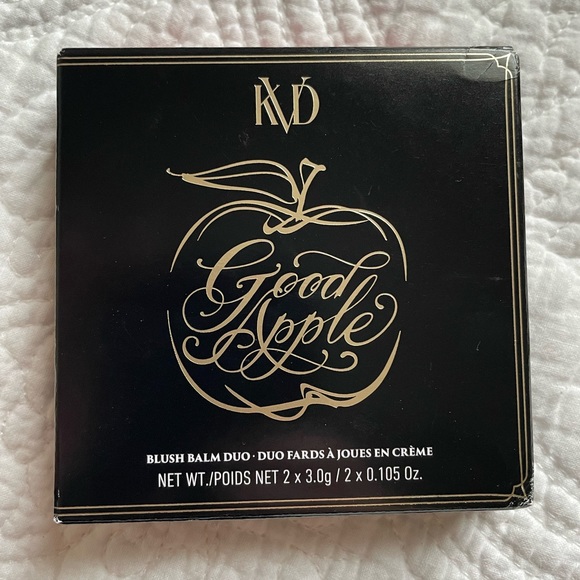 KVD
Good
Apple
BLUSH BALM DUO · DUO FARDS À JOUES EN CRÈME
NET WT./POIDS NET 2 x 3.0g / 2 x 0.105 Oz.